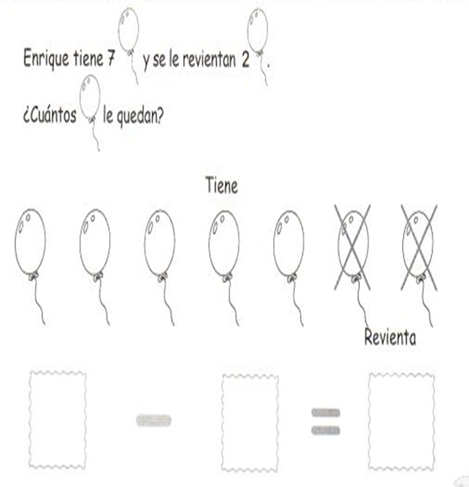 Enrique tiene 7 y se le revientan 2 .
¿Cuántos le quedan?
Tiene
Revienta
- =